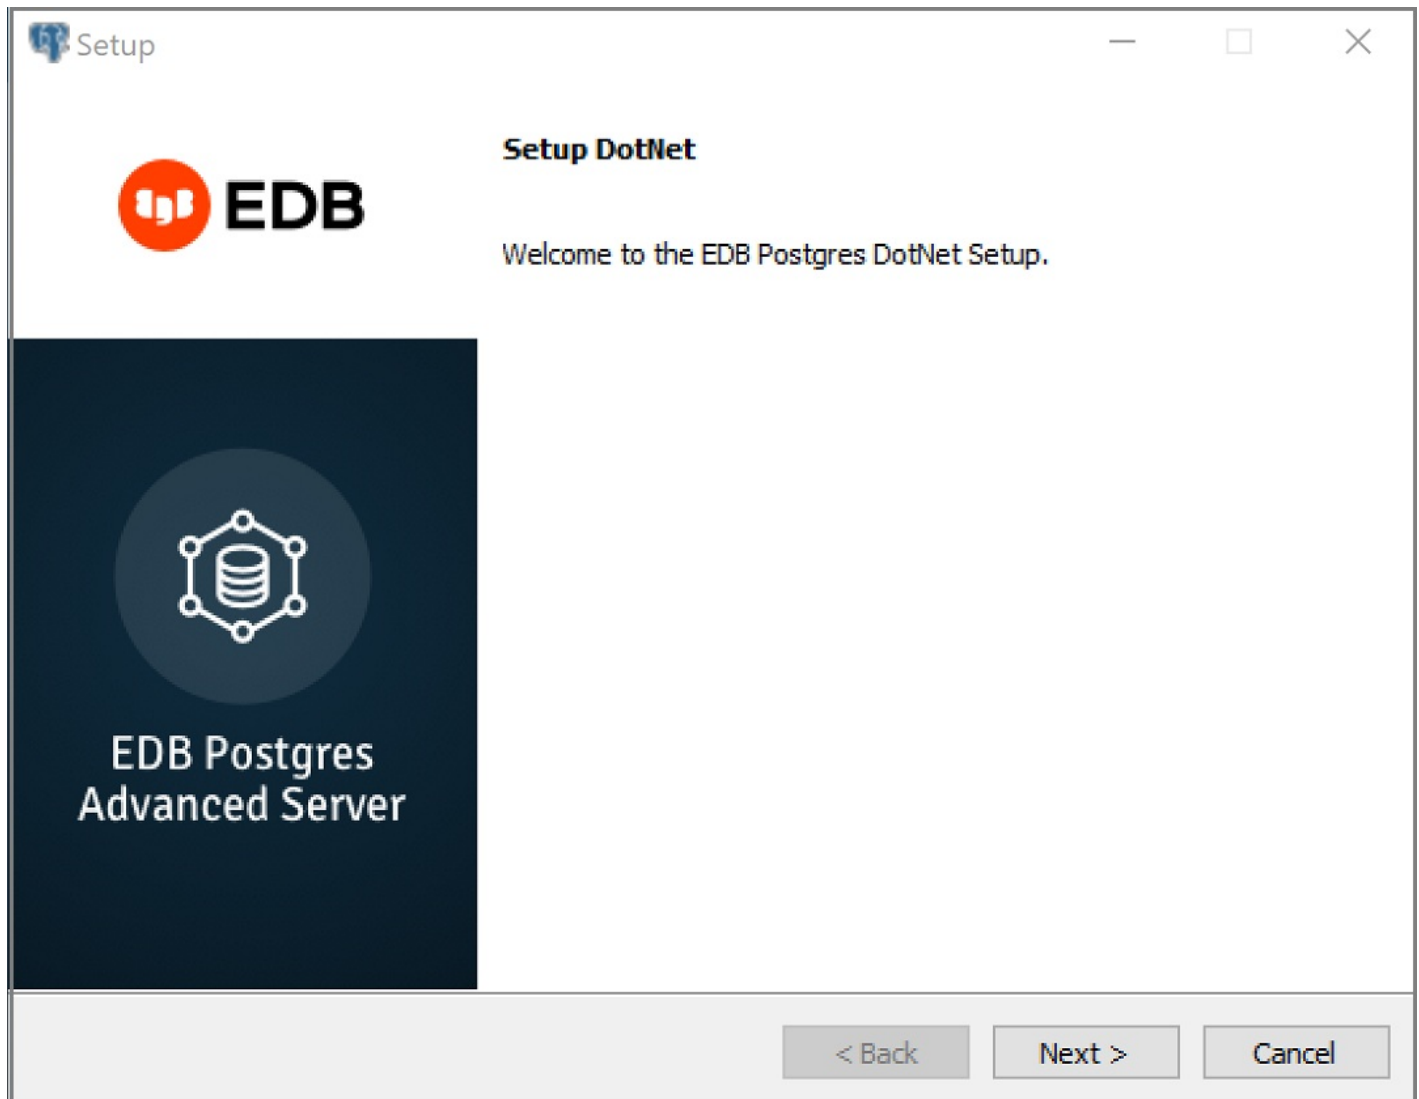 Setup
EDB
Setup DotNet
Welcome to the EDB Postgres DotNet Setup.
EDB Postgres
Advanced Server
< Back
Next >
Cancel